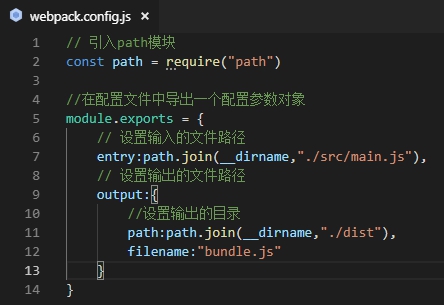 webpack.config.js
1 // 引入path模块
2 const path = require("path")
3
4 //在配置文件中导出一个配置参数对象
5 module.exports = {
6 // 设置输入的文件路径
7 entry:path.join(__dirname,"./src/main.js"),
8 // 设置输出的文件路径
9 output:{
10 //设置输出的目录
11 path:path.join(__dirname,"./dist"),
12 filename:"bundle.js"
13 }
14 }